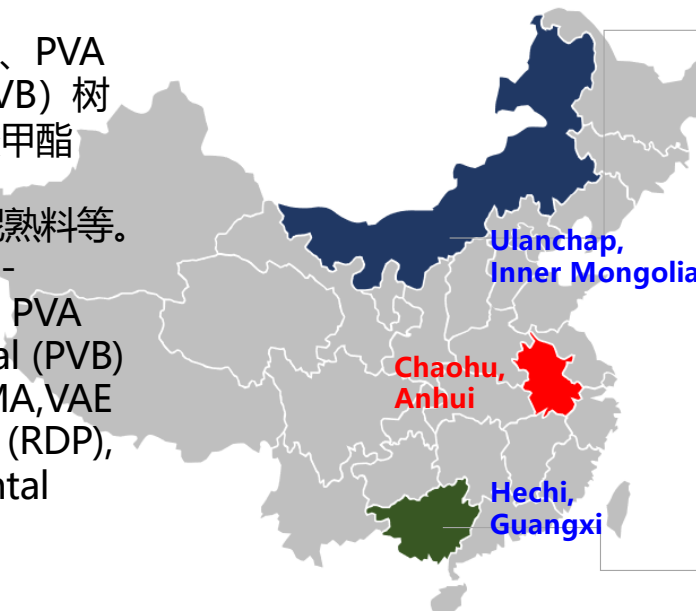 、PVA
VB）树
甲酯
熟料等。
-
PVA
al (PVB)
MA,VAE
(RDP),
ntal
Ulanchap,
Inner Mongolia
Chaohu,
Anhui
Hechi,
Guangxi